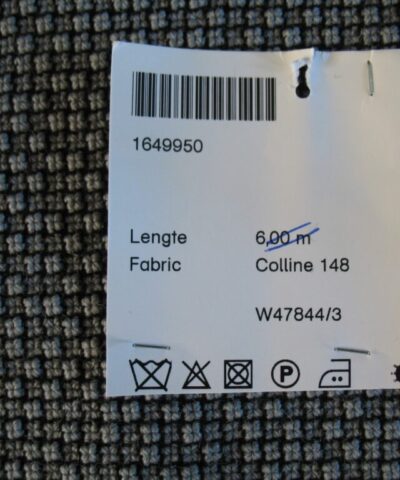 1649950
Lengte 6,00 m
Fabric Colline 148
W47844/3
P